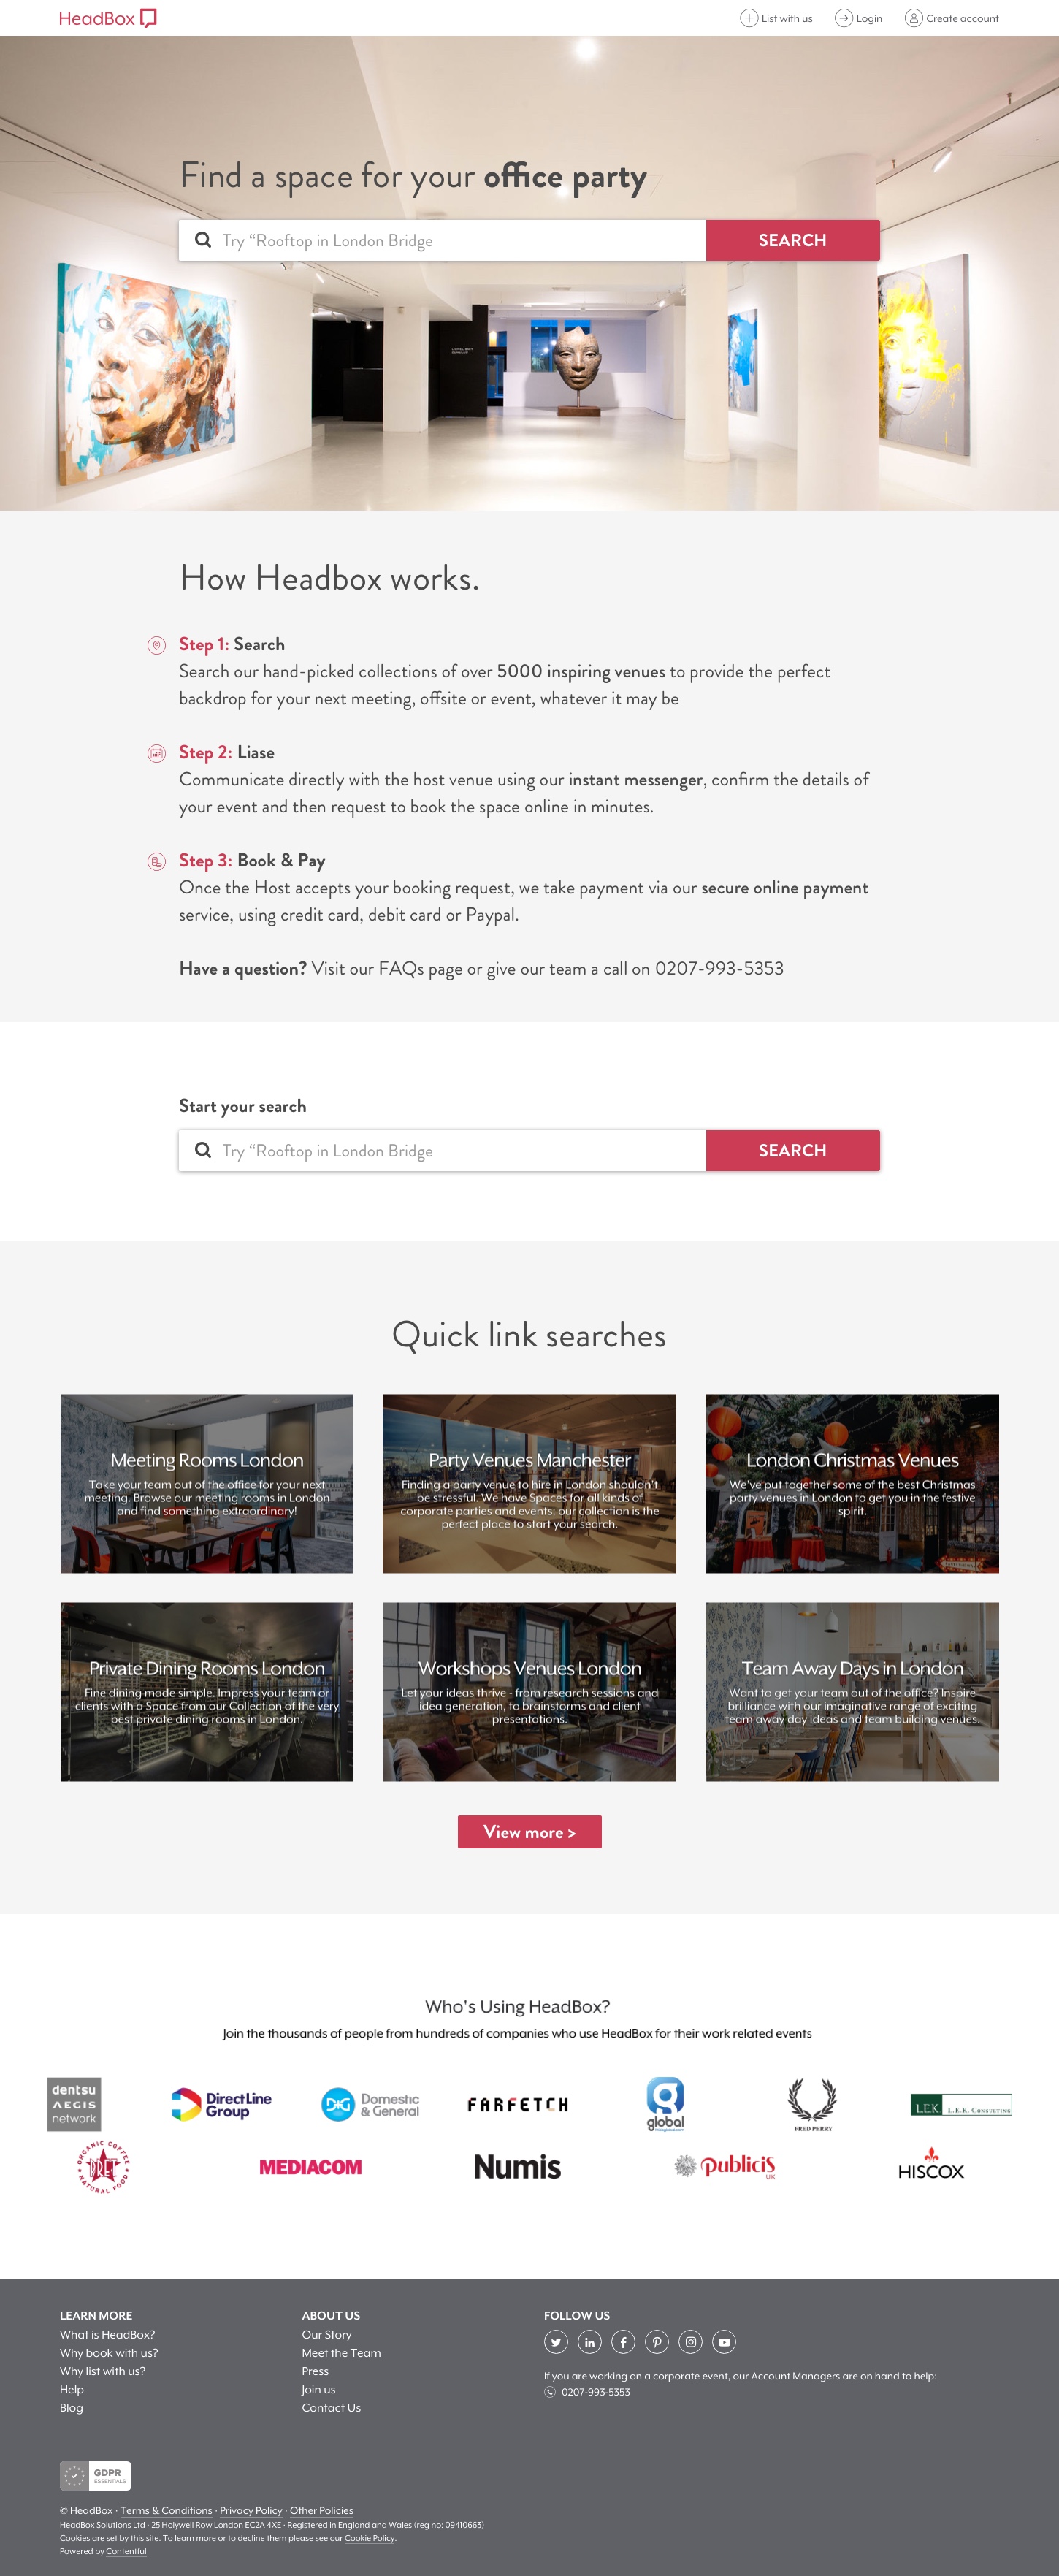 HeadBox
List with us
Login
Create account
Find a space for your office party
Try “Rooftop in London Bridge
SEARCH
How Headbox works.
Step 1: Search
Search our hand-picked collections of over 5000 inspiring venues to provide the perfect
backdrop for your next meeting, offsite or event, whatever it may be
Step 2: Liase
Communicate directly with the host venue using our instant messenger, confirm the details of
your event and then request to book the space online in minutes.
Step 3: Book & Pay
Once the Host accepts your booking request, we take payment via our secure online payment
service, using credit card, debit card or Paypal.
Have a question? Visit our FAQs page or give our team a call on 0207-993-5353
Start your search
Try “Rooftop in London Bridge
SEARCH
Quick link searches
Meeting Rooms London
Take your team out of the office for your next
meeting. Browse our meeting rooms in London
and find something extraordinary!
Party Venues Manchester
Finding a party venue to hire in London shouldn't
be stressful. We have Spaces for all kinds of
corporate parties and events; our collection is the
perfect place to start your search.
London Christmas Venues
We've put together some of the best Christmas
party venues in London to get you in the festive
spirit.
Private Dining Rooms London
Fine dining made simple. Impress your team or
clients with a Space from our Collection of the very
best private dining rooms in London.
Workshops Venues London
Let your ideas thrive - from research sessions and
idea generation, to brainstorms and client
presentations.
Team Away Days in London
Want to get your team out of the office? Inspire
brilliance with our imaginative range of exciting
team away day ideas and team building venues.
View more >
Who's Using HeadBox?
Join the thousands of people from hundreds of companies who use HeadBox for their work related events
dentsu
AEGIS
network
Direct Line
Group
D&G
Domestic
& General
FARFETCH
global
FRED PERRY
LEK
L.E.K. CONSULTING
ORGANIC COFFEE
PRET
NATURAL FOOD
MEDIACOM
Numis
publicis
UK
HISCOX
LEARN MORE
What is HeadBox?
Why book with us?
Why list with us?
Help
Blog
ABOUT US
Our Story
Meet the Team
Press
Join us
Contact Us
FOLLOW US
If you are working on a corporate event, our Account Managers are on hand to help:
0207-993-5353
GDPR
ESSENTIALS
© HeadBox · Terms & Conditions · Privacy Policy · Other Policies
HeadBox Solutions Ltd · 25 Holywell Row London EC2A 4XE · Registered in England and Wales (reg no: 09410663)
Cookies are set by this site. To learn more or to decline them please see our Cookie Policy.
Powered by Contentful